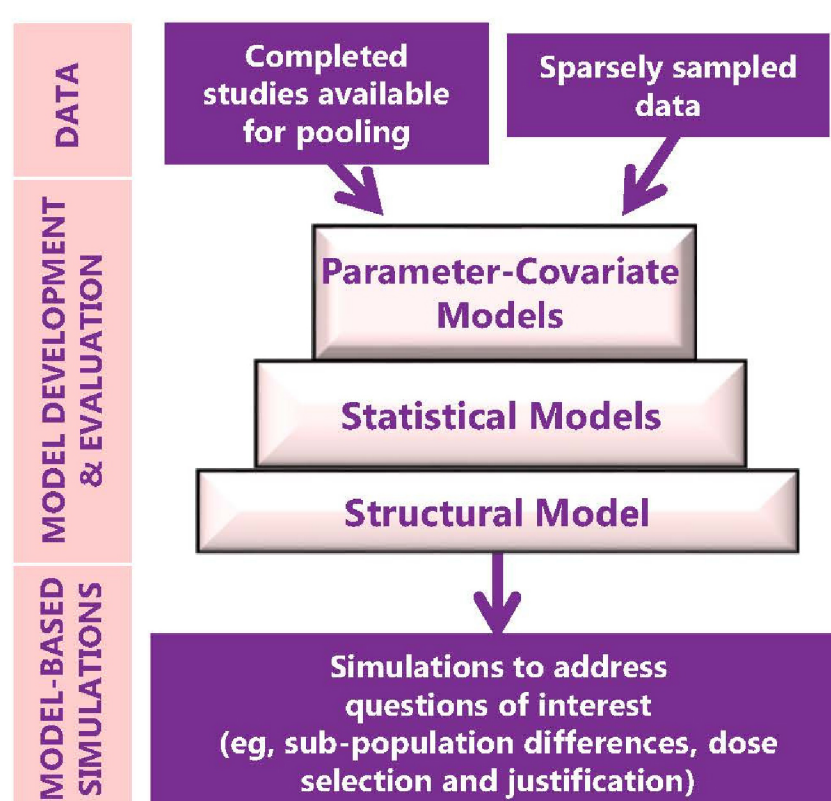 DATA
Completed
studies available
for pooling
Sparsely sampled
data
MODEL DEVELOPMENT
& EVALUATION
Parameter-Covariate
Models
Statistical Models
Structural Model
MODEL-BASED
SIMULATIONS
Simulations to address
questions of interest
(eg, sub-population differences, dose
selection and justification)